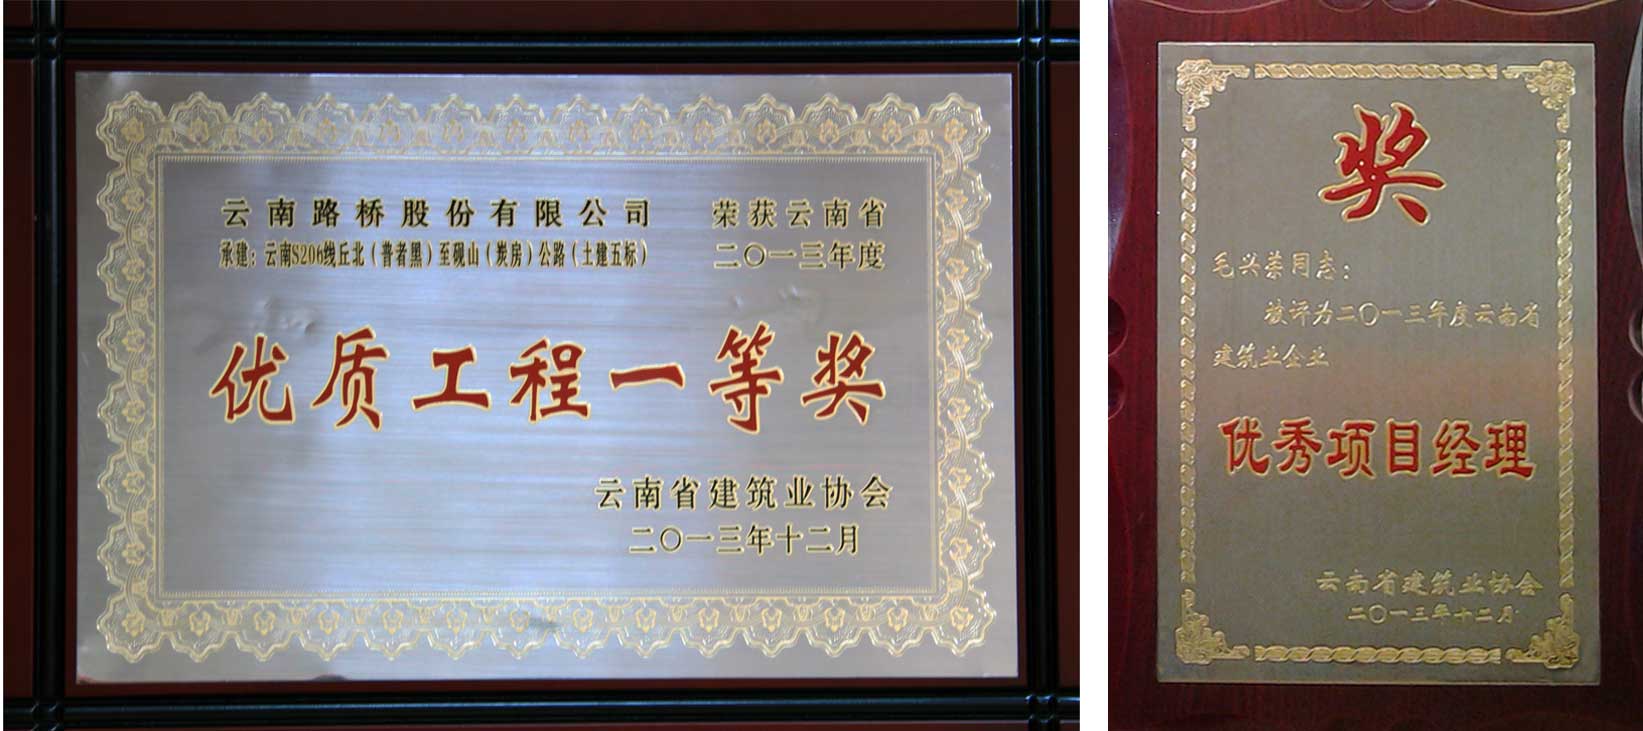 云南路桥股份有限公司 荣获云南省
承建：云南S206线丘北（普者黑）至砚山（炭房）公路（土建五标） 二〇一三年度
优质工程一等奖
云南省建筑业协会
二〇一三年十二月
奖
毛兴荣同志：
被评为二〇一三年度云南省
建筑业企业
优秀项目经理
云南省建筑业协会
二〇一三年十二月